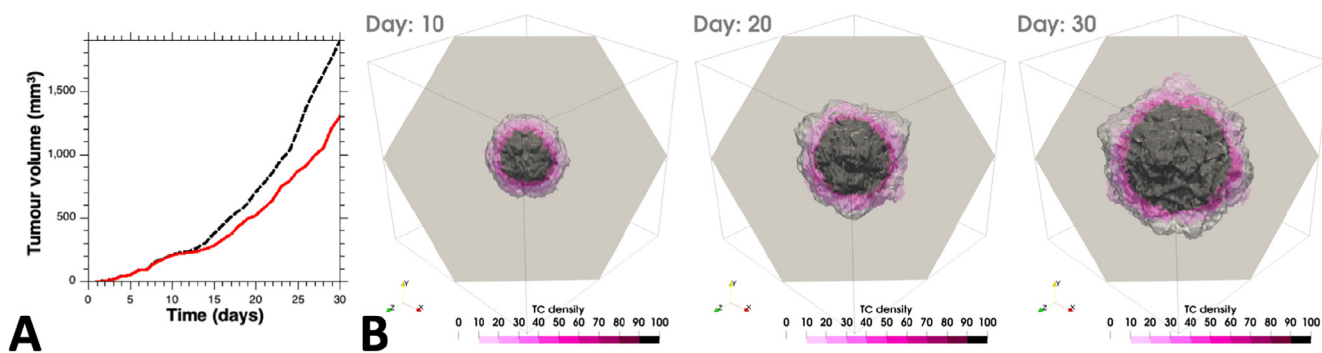 Tumour volume (mm³)
1,500
1,000
500
0
0 5 10 15 20 25 30
Time (days)
A
B
Day: 10
Y
Z X
TC density
0 10 20 30 40 50 60 70 80 90 100
Day: 20
Y
Z X
TC density
0 10 20 30 40 50 60 70 80 90 100
Day: 30
Y
Z X
TC density
0 10 20 30 40 50 60 70 80 90 100